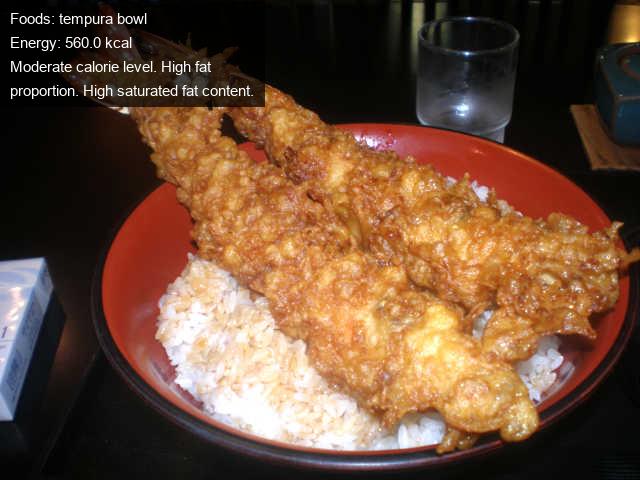 Foods: tempura bowl
Energy: 560.0 kcal
Moderate calorie level. High fat
proportion. High saturated fat content.